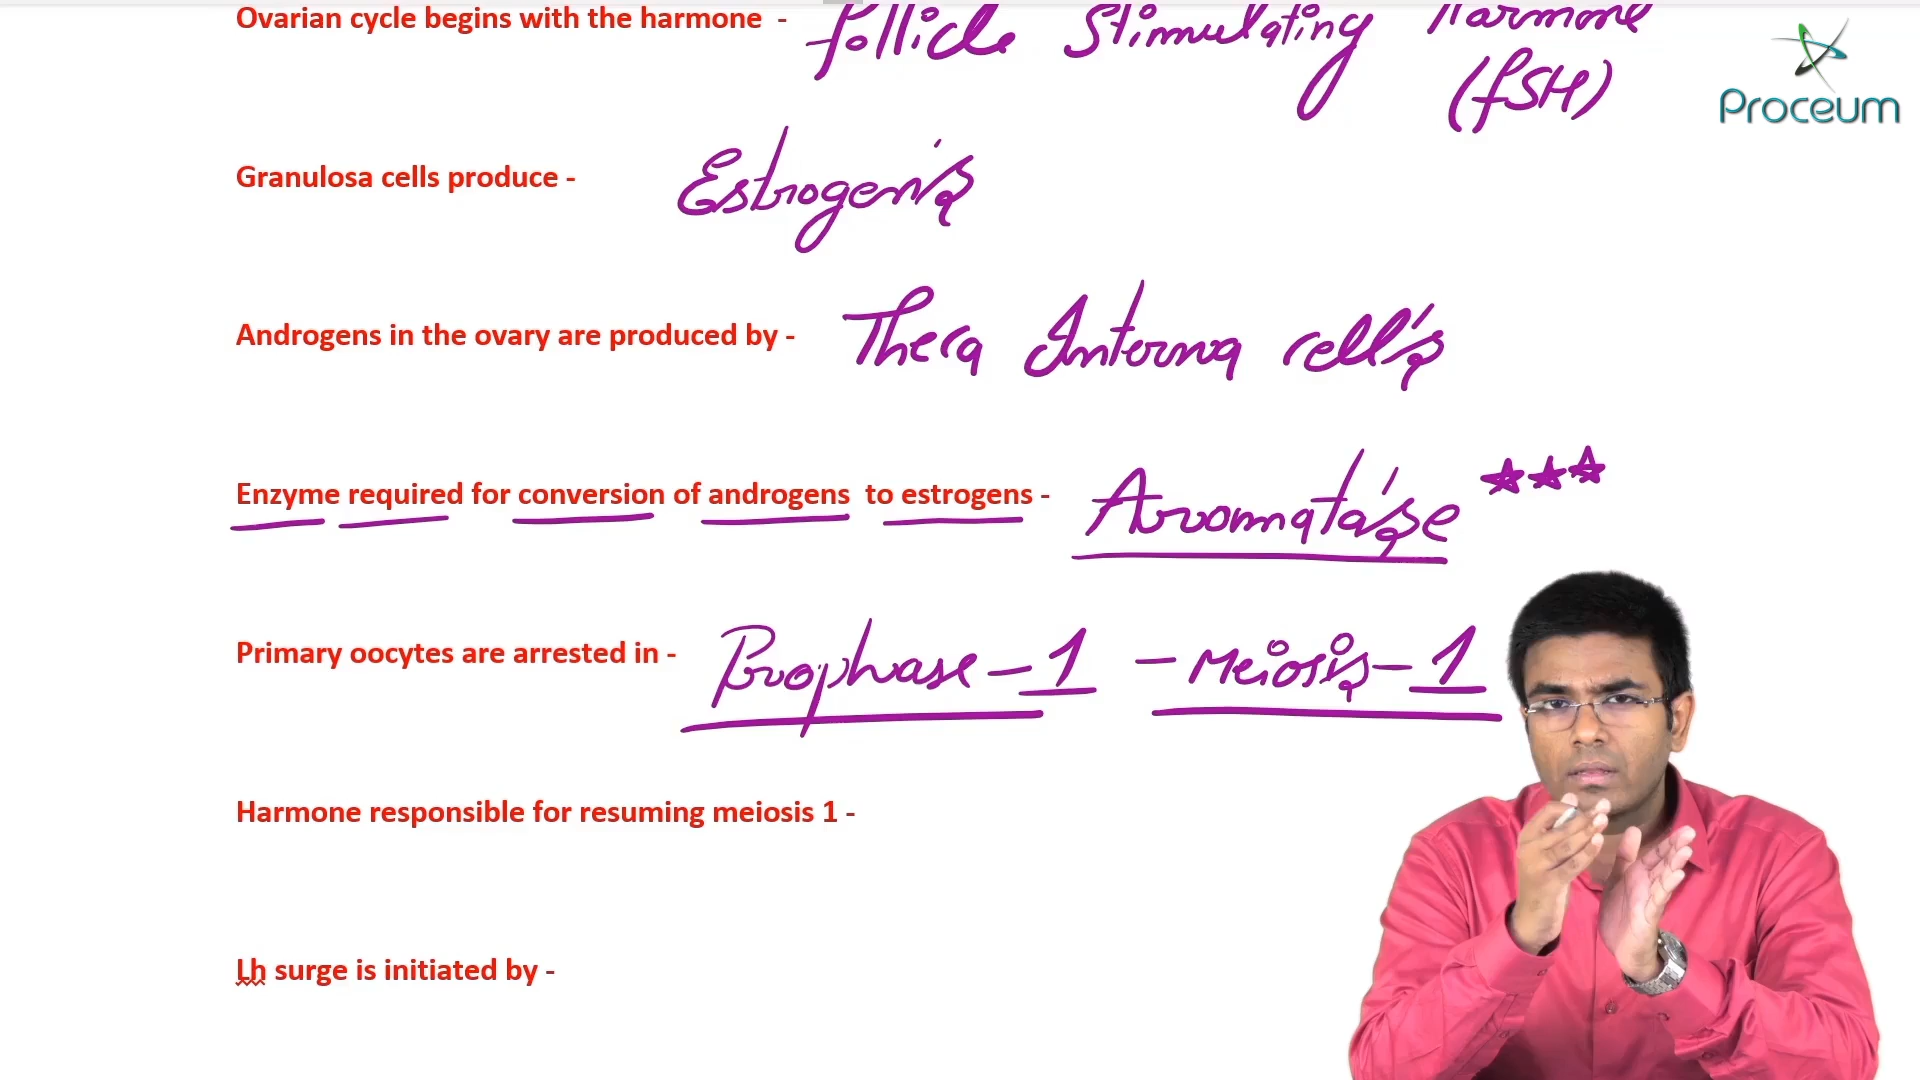 Ovarian cycle begins with the harmone - follicle Stimulating Harmone
(fSH)
Proceum
Granulosa cells produce - Estrogen's
Androgens in the ovary are produced by - Theca Interna cell's
Enzyme required for conversion of androgens to estrogens - Aromatase ★★★
Primary oocytes are arrested in - Prophase-1 - Meiosis-1
Harmone responsible for resuming meiosis 1 -
Lh surge is initiated by -